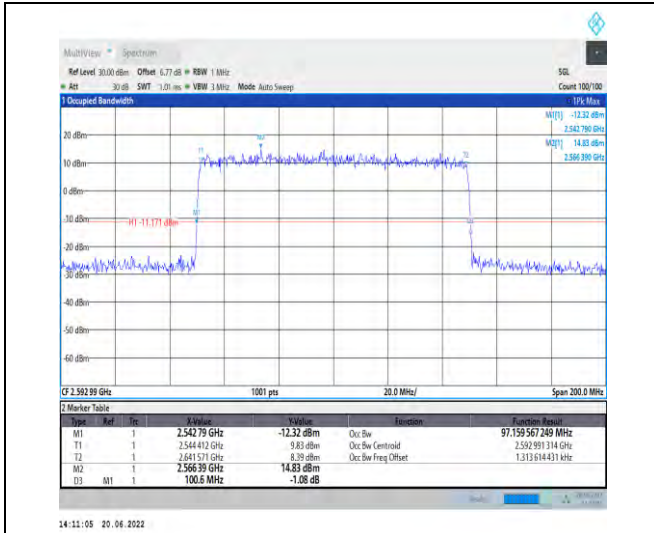 MultiView Spectrum
Ref Level 30.00 dBm Offset 6.77 dB RBW 1 MHz SGL
Att 30 dB SWT 1.01 ms VBW 3 MHz Mode Auto Sweep Count 100/100
1 Occupied Bandwidth 1Pk Max
M1[1] -12.32 dBm
2.542 790 GHz
M2[1] 14.83 dBm
2.566 390 GHz
20 dBm
M2
T1 T2
10 dBm
0 dBm
M1
-10 dBm
H1 -11.171 dBm
-20 dBm
-30 dBm
-40 dBm
-50 dBm
-60 dBm
CF 2.592 99 GHz 1001 pts 20.0 MHz/ Span 200.0 MHz
2 Marker Table
Type Ref Trc X-Value Y-Value Function Function Result
M1 1 2.542 79 GHz -12.32 dBm Occ Bw 97.159 567 249 MHz
T1 1 2.544 412 GHz 9.83 dBm Occ Bw Centroid 2.592 991 314 GHz
T2 1 2.641 571 GHz 8.39 dBm Occ Bw Freq Offset 1.313 614 431 kHz
M2 1 2.566 39 GHz 14.83 dBm
D3 M1 1 100.6 MHz -1.08 dB
14:11:05 20.06.2022